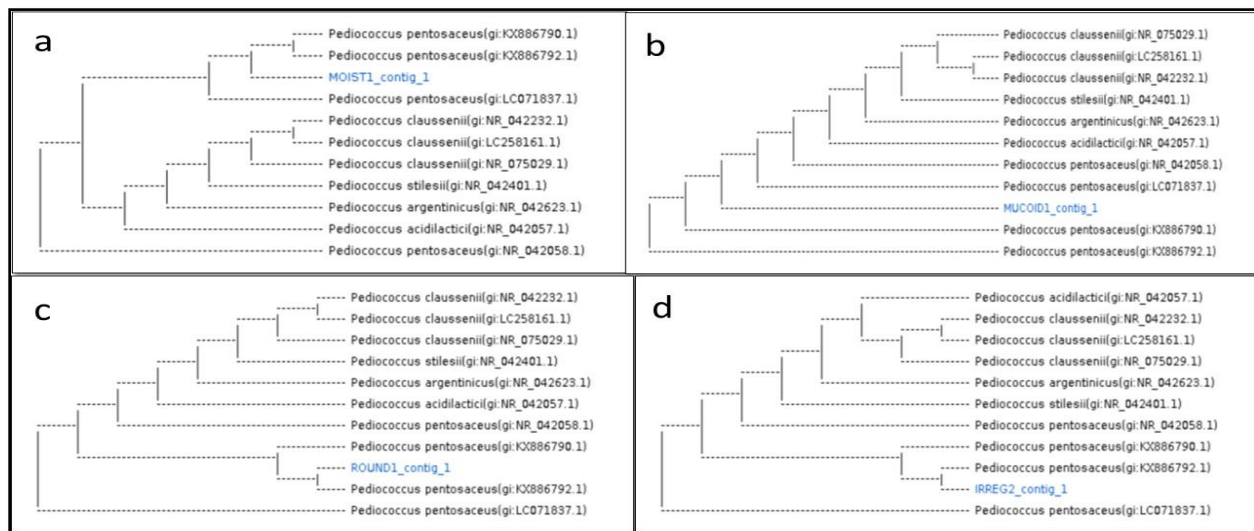 a
Pediococcus pentosaceus(gi:KX886790.1)
Pediococcus pentosaceus(gi:KX886792.1)
MOIST1_contig_1
Pediococcus pentosaceus(gi:LC071837.1)
Pediococcus claussenii(gi:NR_042232.1)
Pediococcus claussenii(gi:LC258161.1)
Pediococcus claussenii(gi:NR_075029.1)
Pediococcus stilesii(gi:NR_042401.1)
Pediococcus argentinicus(gi:NR_042623.1)
Pediococcus acidilactici(gi:NR_042057.1)
Pediococcus pentosaceus(gi:NR_042058.1)
b
Pediococcus claussenii(gi:NR_075029.1)
Pediococcus claussenii(gi:LC258161.1)
Pediococcus claussenii(gi:NR_042232.1)
Pediococcus stilesii(gi:NR_042401.1)
Pediococcus argentinicus(gi:NR_042623.1)
Pediococcus acidilactici(gi:NR_042057.1)
Pediococcus pentosaceus(gi:NR_042058.1)
Pediococcus pentosaceus(gi:LC071837.1)
MUCOID1_contig_1
Pediococcus pentosaceus(gi:KX886790.1)
Pediococcus pentosaceus(gi:KX886792.1)
c
Pediococcus claussenii(gi:NR_042232.1)
Pediococcus claussenii(gi:LC258161.1)
Pediococcus claussenii(gi:NR_075029.1)
Pediococcus stilesii(gi:NR_042401.1)
Pediococcus argentinicus(gi:NR_042623.1)
Pediococcus acidilactici(gi:NR_042057.1)
Pediococcus pentosaceus(gi:NR_042058.1)
Pediococcus pentosaceus(gi:KX886790.1)
ROUND1_contig_1
Pediococcus pentosaceus(gi:KX886792.1)
Pediococcus pentosaceus(gi:LC071837.1)
d
Pediococcus acidilactici(gi:NR_042057.1)
Pediococcus claussenii(gi:NR_042232.1)
Pediococcus claussenii(gi:LC258161.1)
Pediococcus claussenii(gi:NR_075029.1)
Pediococcus argentinicus(gi:NR_042623.1)
Pediococcus stilesii(gi:NR_042401.1)
Pediococcus pentosaceus(gi:NR_042058.1)
Pediococcus pentosaceus(gi:KX886790.1)
Pediococcus pentosaceus(gi:KX886792.1)
IRREG2_contig_1
Pediococcus pentosaceus(gi:LC071837.1)